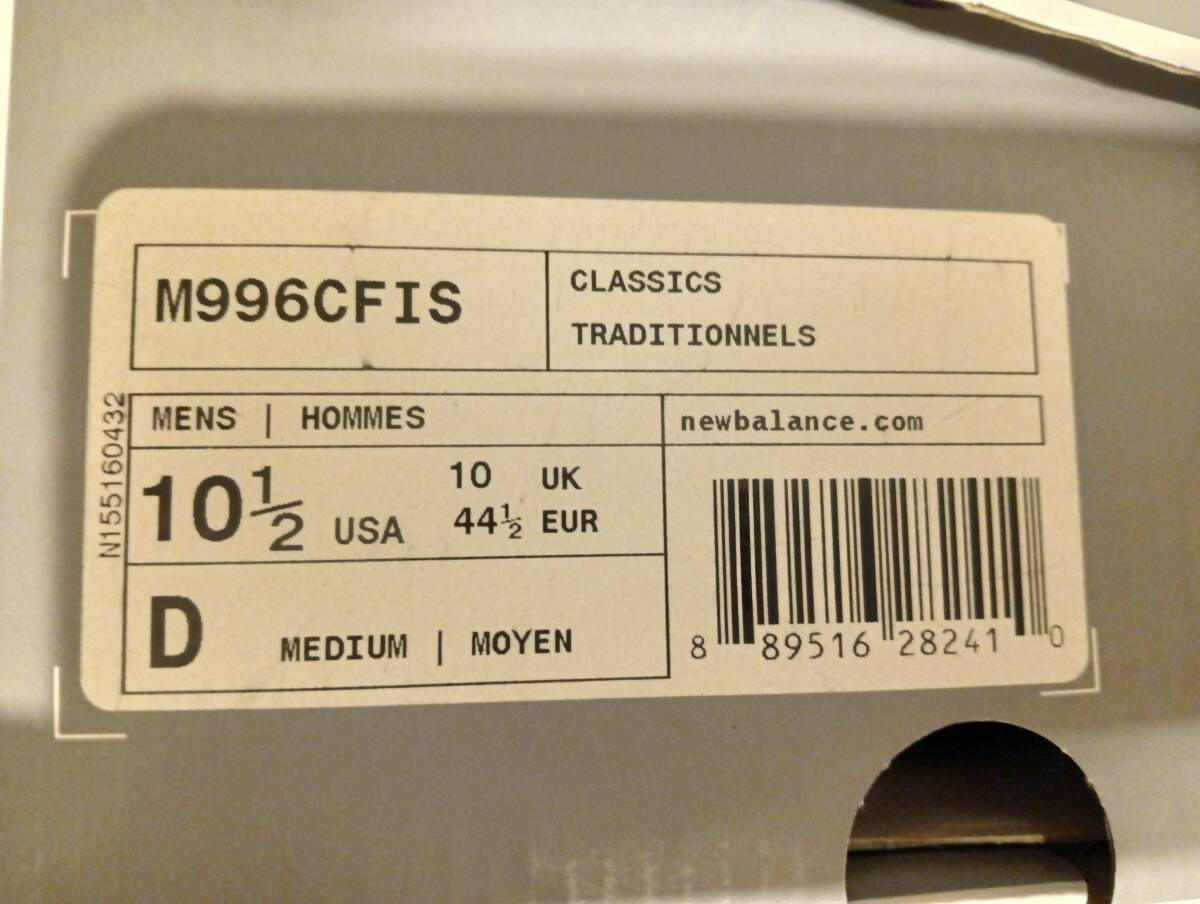 M996CFIS
CLASSICS
TRADITIONNELS
N155160432
MENS | HOMMES
newbalance.com
10½ USA
10 UK
44½ EUR
D MEDIUM | MOYEN
8 89516 28241 0